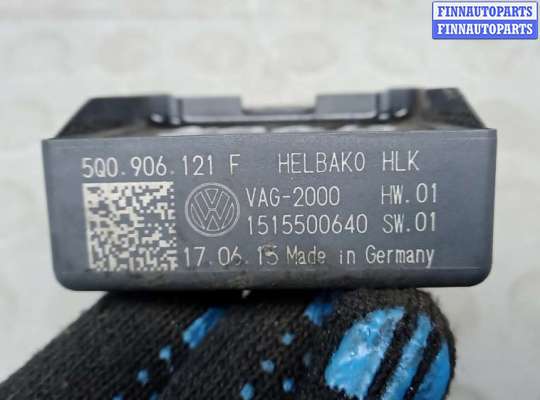 FINNAUTOPARTS
FINNAUTOPARTS
5Q0.906.121 F HELBAKO HLK
VAG-2000 HW.01
1515500640 SW.01
17.06.15 Made in Germany